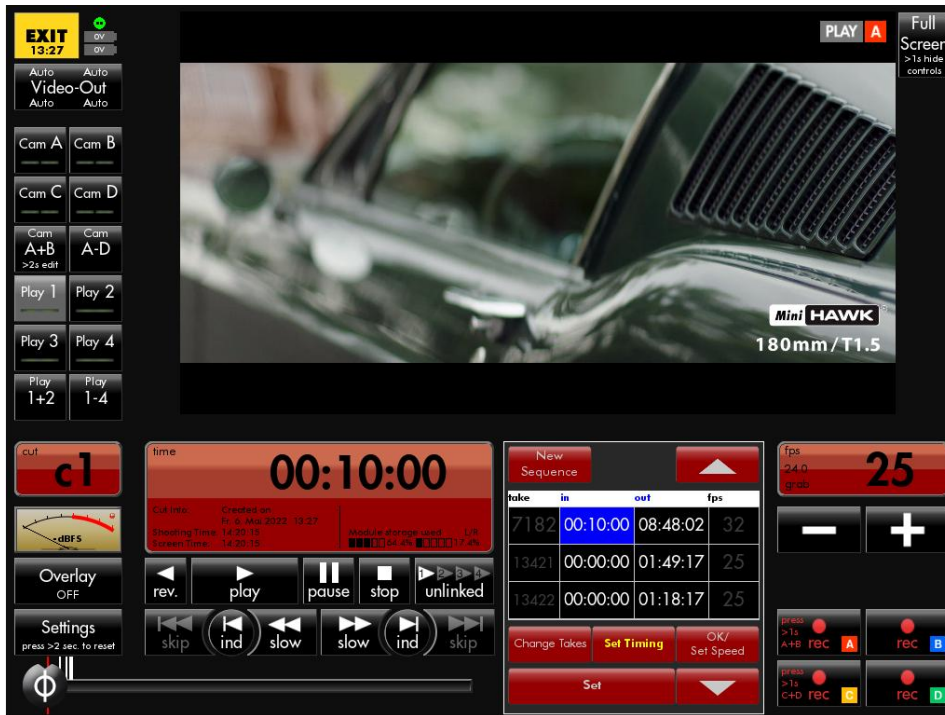 EXIT
13:27
OV
OV
Auto Auto
Video-Out
Auto Auto
PLAY A
Full
Screen
>1s hide
controls
Cam A
Cam B
Cam C
Cam D
Cam
A+B
>2s edit
Cam
A-D
Play 1
Play 2
Play 3
Play 4
Play
1+2
Play
1-4
Mini HAWK
180mm/T1.5
cut
c1
time
00:10:00
Cut Info:
Created on
Fr. 6. Mai 2022 13:27
Shooting Time: 14:20:15
Screen Time: 14:20:15
Module storage used L/R
64.4% 17.4%
New
Sequence
take in out fps
7182 00:10:00 08:48:02 32
13421 00:00:00 01:49:17 25
13422 00:00:00 01:18:17 25
Change Takes
Set Timing
OK/
Set Speed
Set
fps
24.0
grab
25
-dBFS
Overlay
OFF
Settings
press >2 sec. to reset
rev.
play
pause
stop
1 2 3 4
unlinked
skip
ind
slow
slow
ind
skip
press
>1s
A+B rec A
rec B
press
>1s
C+D rec C
rec D